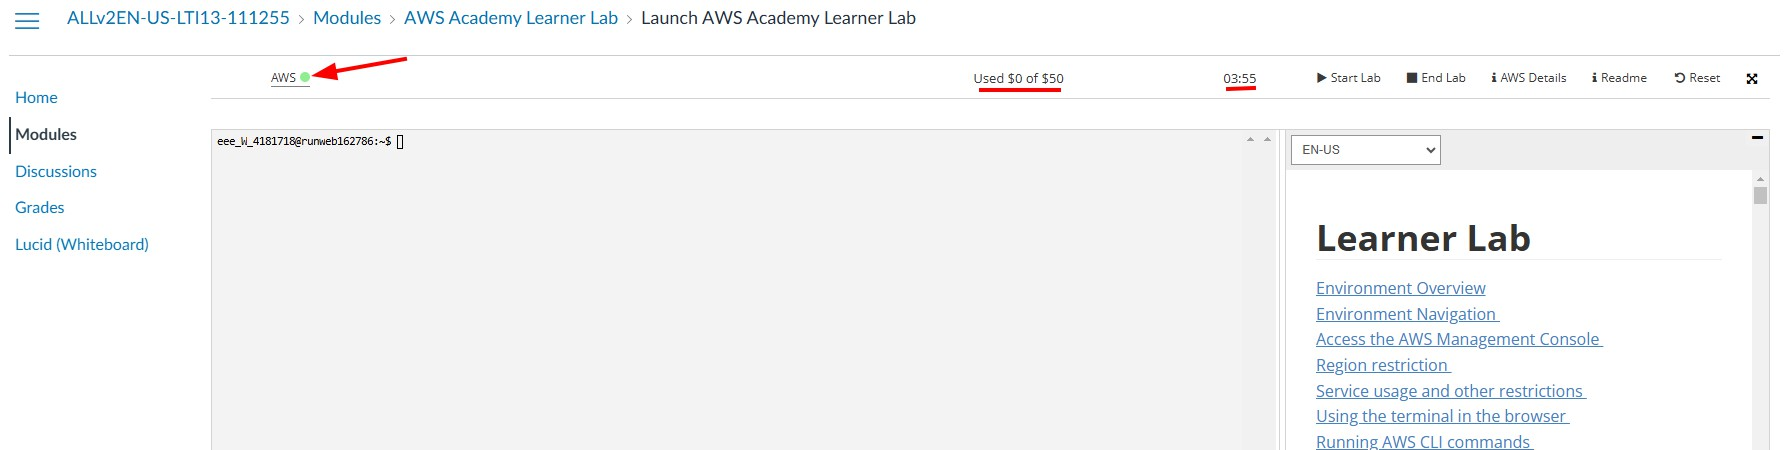 ALLv2EN-US-LTI13-111255 › Modules › AWS Academy Learner Lab › Launch AWS Academy Learner Lab
AWS Used $0 of $50 03:55 Start Lab End Lab AWS Details Readme Reset
Home
Modules
Discussions
Grades
Lucid (Whiteboard)
eee_W_4181718@runweb162786:~$
EN-US
Learner Lab
Environment Overview
Environment Navigation
Access the AWS Management Console
Region restriction
Service usage and other restrictions
Using the terminal in the browser
Running AWS CLI commands